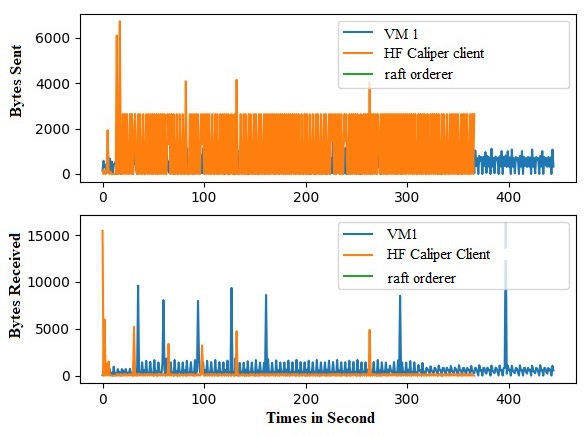 Bytes Sent
6000
4000
2000
0
VM 1
HF Caliper client
raft orderer
0 100 200 300 400
Bytes Received
15000
10000
5000
0
VM1
HF Caliper Client
raft orderer
0 100 200 300 400
Times in Second